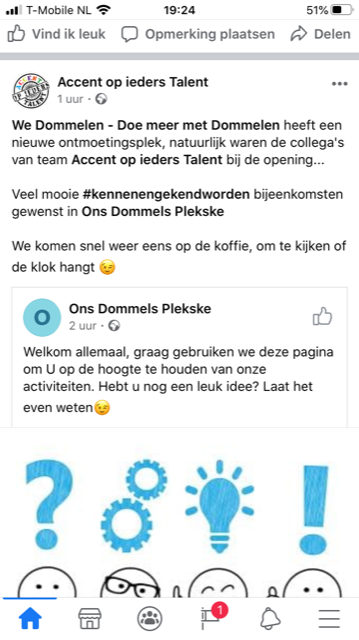 T-Mobile NL 19:24 51%
Vind ik leuk Opmerking plaatsen Delen
Accent op ieders Talent
1 uur ·
We Dommelen - Doe meer met Dommelen heeft een
nieuwe ontmoetingsplek, natuurlijk waren de collega's
van team Accent op ieders Talent bij de opening...
Veel mooie #kennenengekendworden bijeenkomsten
gewenst in Ons Dommels Plekske
We komen snel weer eens op de koffie, om te kijken of
de klok hangt 😉
O
Ons Dommels Plekske
2 uur ·
Welkom allemaal, graag gebruiken we deze pagina
om U op de hoogte te houden van onze
activiteiten. Hebt u nog een leuk idee? Laat het
even weten😉
? !
1